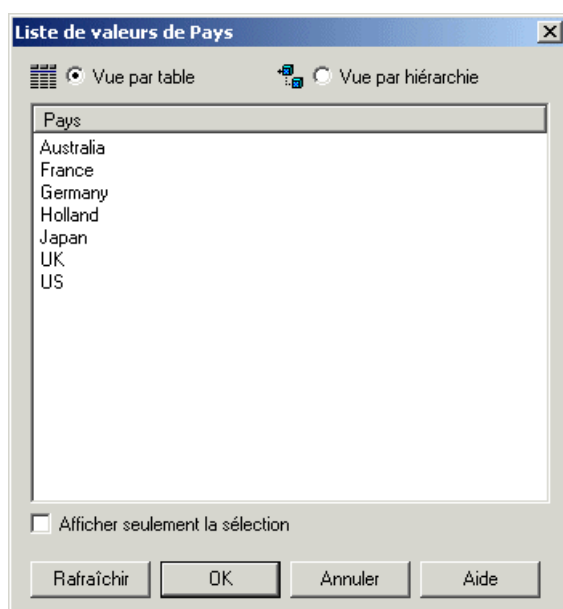 Liste de valeurs de Pays
Vue par table Vue par hiérarchie
Pays
Australia
France
Germany
Holland
Japan
UK
US
Afficher seulement la sélection
Rafraîchir OK Annuler Aide